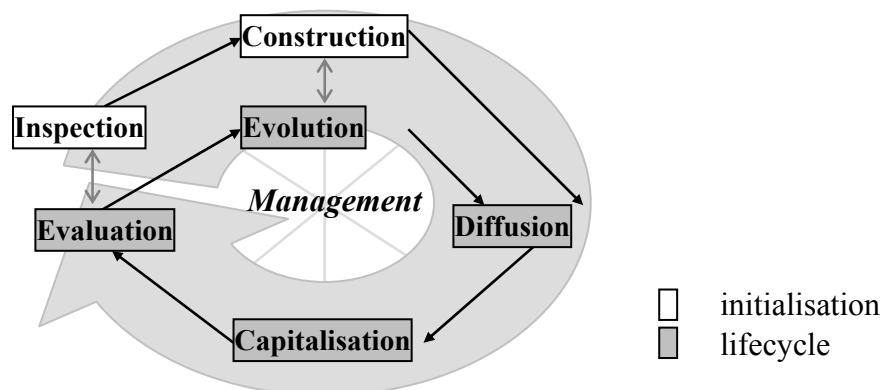 Construction
Inspection
Evolution
Management
Evaluation
Diffusion
Capitalisation
initialisation
lifecycle